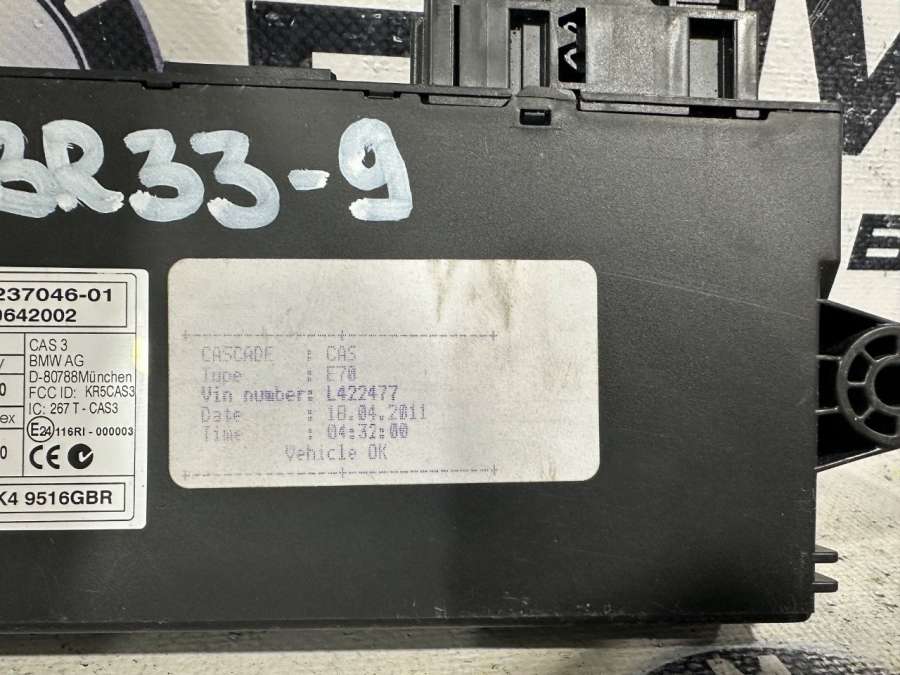 BR33-9
237046-01
0642002
CAS 3
BMW AG
D-80788München
FCC ID: KR5CAS3
IC: 267 T - CAS3
E24 116RI - 000003
CE
K4 9516GBR
CASCADE : CAS
Type : E70
Vin number: L422477
Date : 18.04.2011
Time : 04:32:00
Vehicle OK